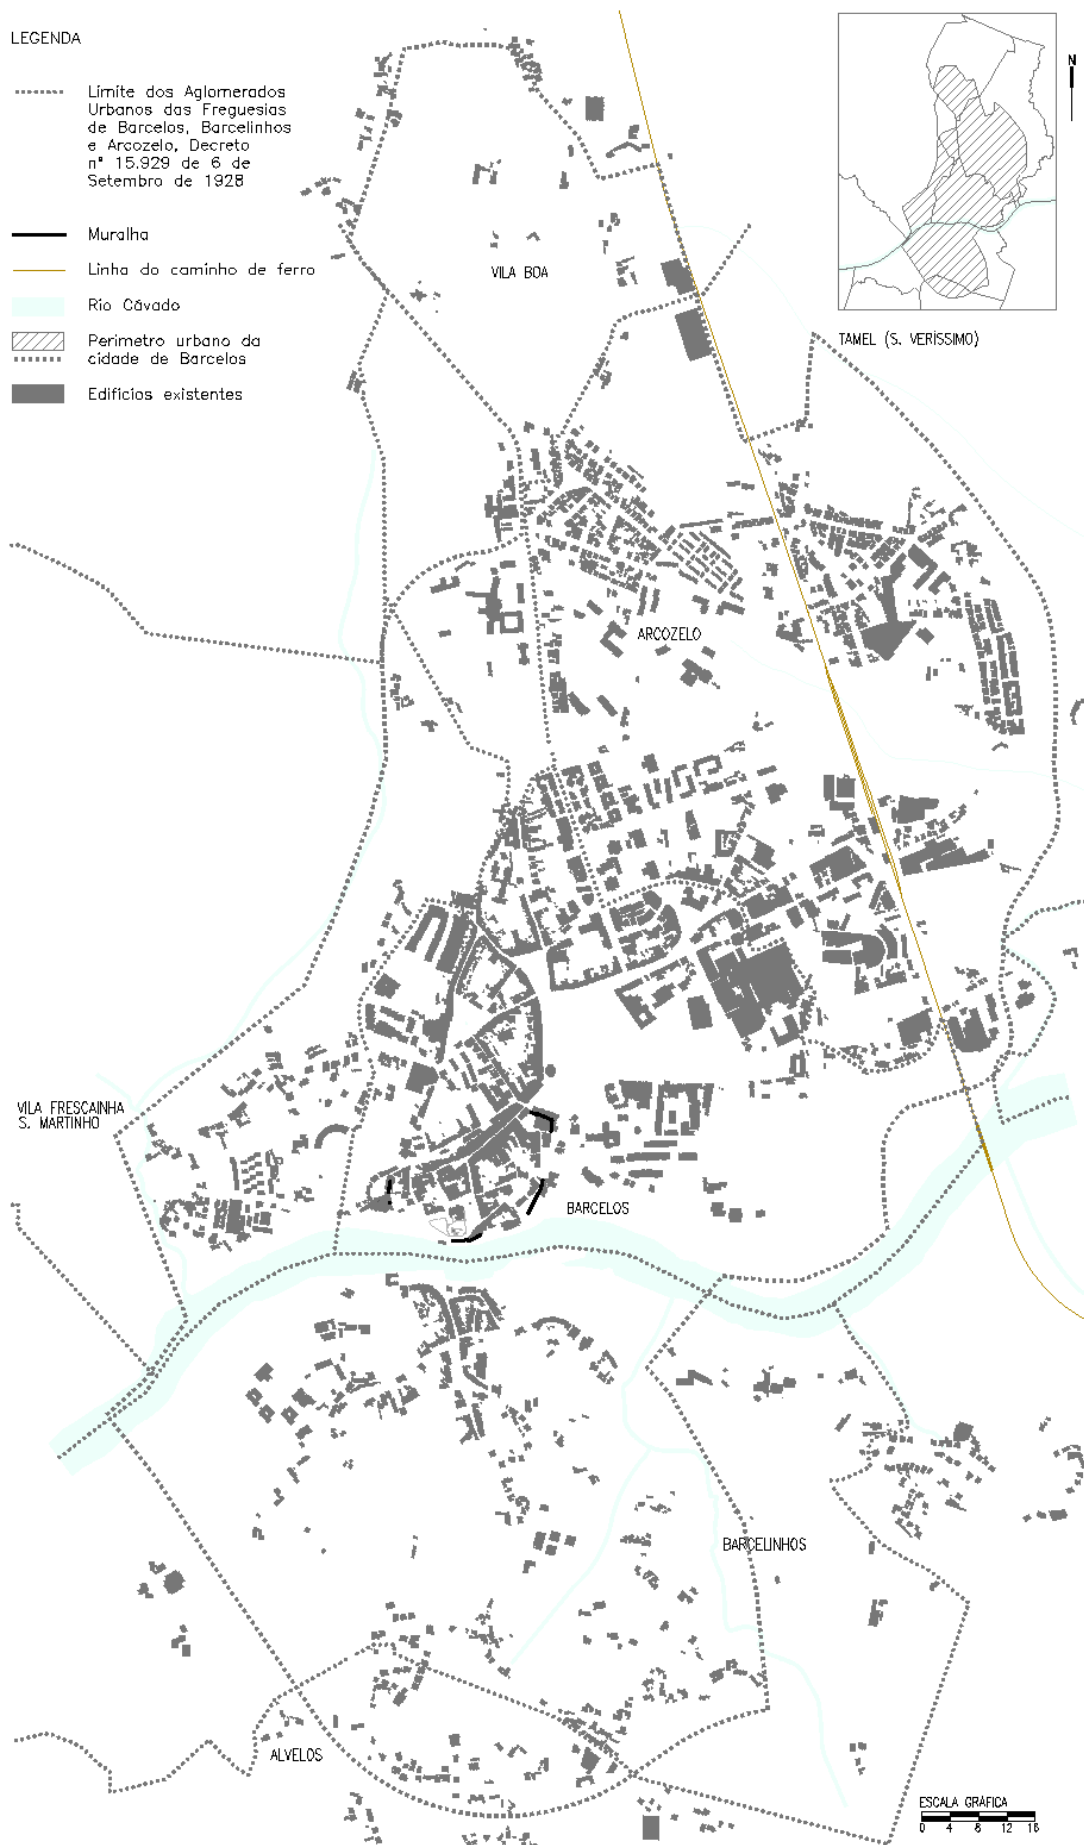 LEGENDA
Limite dos Aglomerados
Urbanos das Freguesias
de Barcelos, Barcelinhos
e Arcozelo, Decreto
nº 15.929 de 6 de
Setembro de 1928
Muralha
Linha do caminho de ferro
Rio Cávado
Perimetro urbano da
cidade de Barcelos
Edificios existentes
N
TAMEL (S. VERÍSSIMO)
VILA BOA
ARCOZELO
VILA FRESCAINHA
S. MARTINHO
BARCELOS
BARCELINHOS
ALVELOS
ESCALA GRÁFICA
0 4 8 12 16